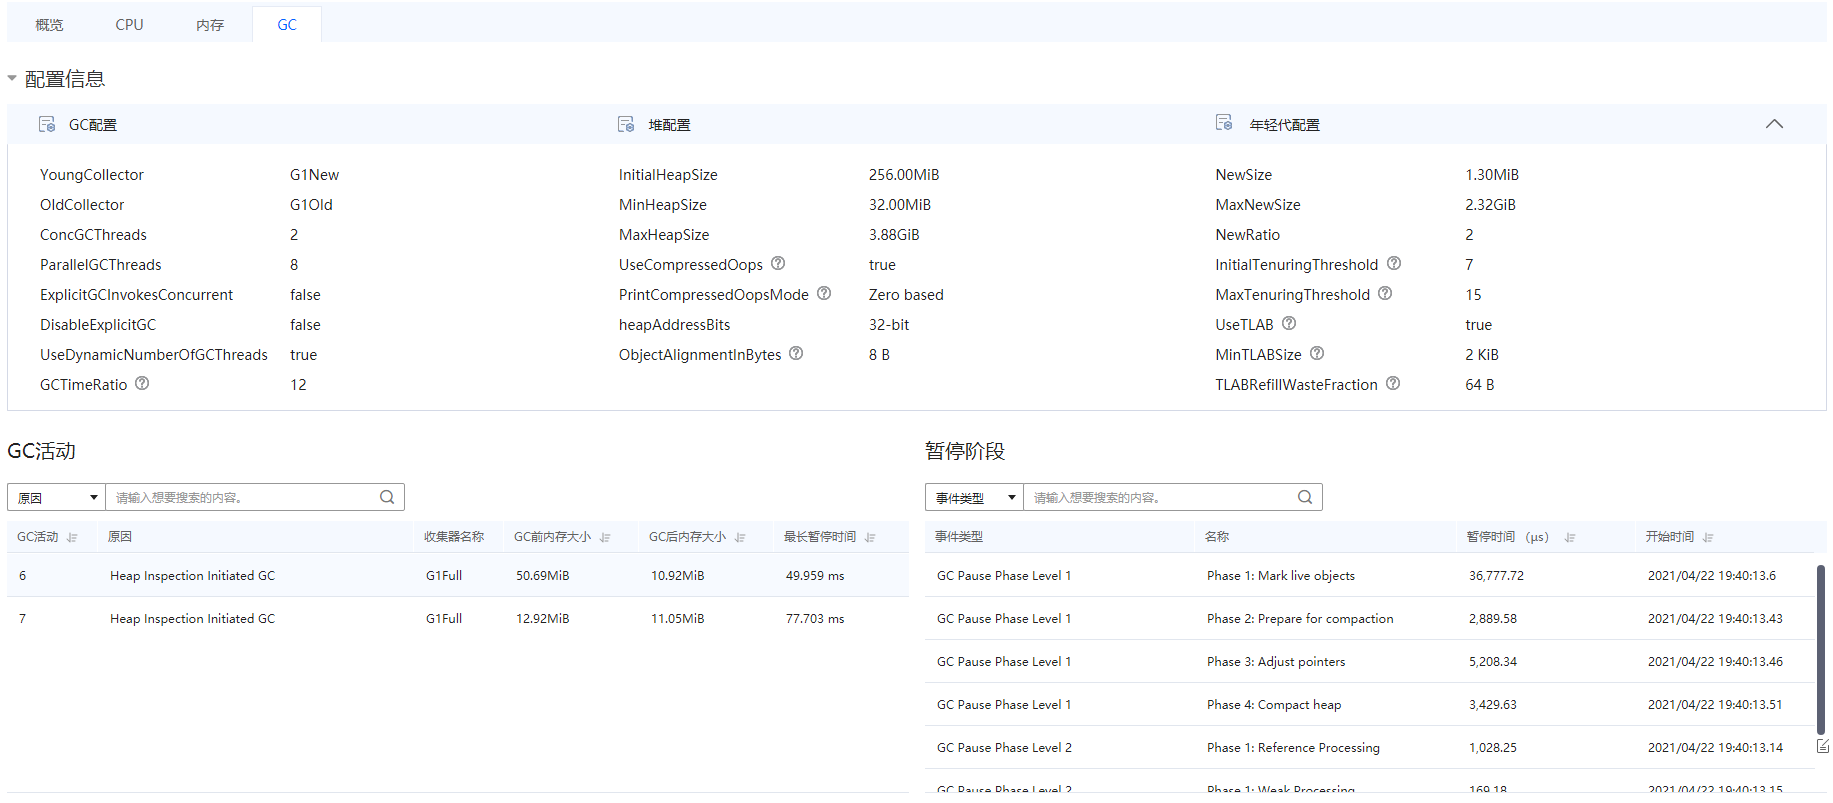 概览 CPU 内存 GC
配置信息
GC配置 堆配置 年轻代配置
YoungCollector G1New InitialHeapSize 256.00MiB NewSize 1.30MiB
OldCollector G1Old MinHeapSize 32.00MiB MaxNewSize 2.32GiB
ConcGCThreads 2 MaxHeapSize 3.88GiB NewRatio 2
ParallelGCThreads 8 UseCompressedOops true InitialTenuringThreshold 7
ExplicitGCInvokesConcurrent false PrintCompressedOopsMode Zero based MaxTenuringThreshold 15
DisableExplicitGC false heapAddressBits 32-bit UseTLAB true
UseDynamicNumberOfGCThreads true ObjectAlignmentInBytes 8 B MinTLABSize 2 KiB
GCTimeRatio 12 TLABRefillWasteFraction 64 B
GC活动 暂停阶段
原因 请输入想要搜索的内容。 事件类型 请输入想要搜索的内容。
GC活动 原因 收集器名称 GC前内存大小 GC后内存大小 最长暂停时间 事件类型 名称 暂停时间 （μs） 开始时间
6 Heap Inspection Initiated GC G1Full 50.69MiB 10.92MiB 49.959 ms GC Pause Phase Level 1 Phase 1: Mark live objects 36,777.72 2021/04/22 19:40:13.6
7 Heap Inspection Initiated GC G1Full 12.92MiB 11.05MiB 77.703 ms GC Pause Phase Level 1 Phase 2: Prepare for compaction 2,889.58 2021/04/22 19:40:13.43
GC Pause Phase Level 1 Phase 3: Adjust pointers 5,208.34 2021/04/22 19:40:13.46
GC Pause Phase Level 1 Phase 4: Compact heap 3,429.63 2021/04/22 19:40:13.51
GC Pause Phase Level 2 Phase 1: Reference Processing 1,028.25 2021/04/22 19:40:13.14
GC Pause Phase Level 2 Phase 1: Weak Processing 169.18 2021/04/22 19:40:13.15